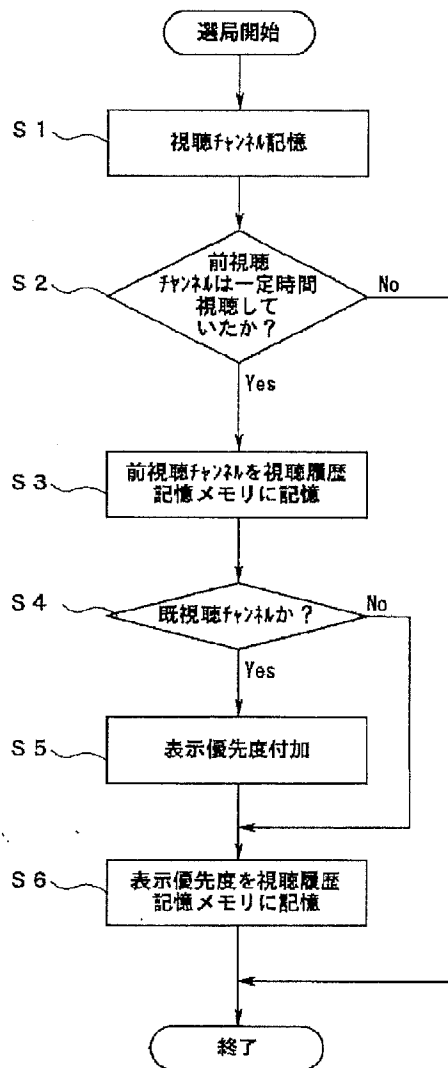 選局開始
S1
視聴チャンネル記憶
S2
前視聴
チャンネルは一定時間
視聴して
いたか？
No
Yes
S3
前視聴チャンネルを視聴履歴
記憶メモリに記憶
S4
既視聴チャンネルか？
No
Yes
S5
表示優先度付加
S6
表示優先度を視聴履歴
記憶メモリに記憶
終了